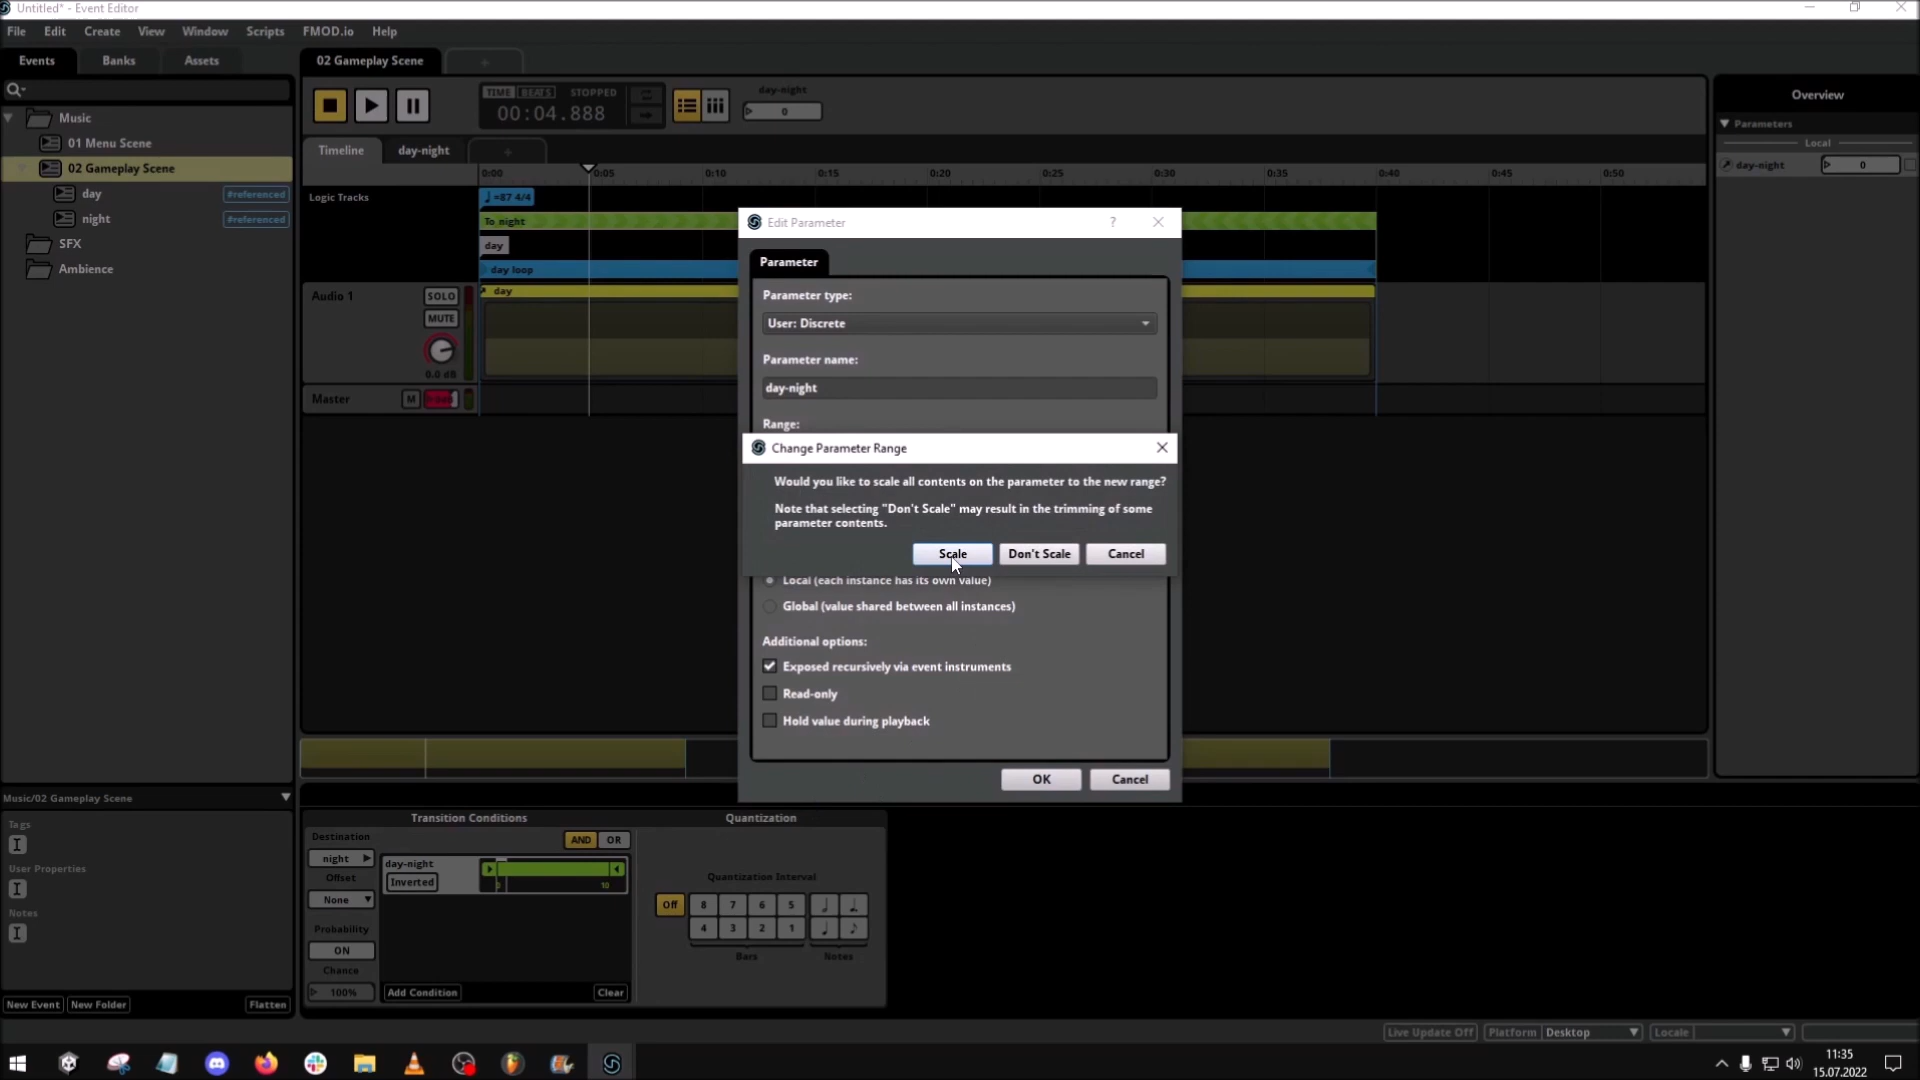 Untitled* - Event Editor
File Edit Create View Window Scripts FMOD.io Help
Events Banks Assets
02 Gameplay Scene +
TIME BEATS STOPPED
00:04.888
day-night
0
Music
01 Menu Scene
02 Gameplay Scene
day #referenced
night #referenced
SFX
Ambience
Timeline day-night +
0:00 0:05 0:10 0:15 0:20 0:25 0:30 0:35 0:40 0:45 0:50
Logic Tracks
=87 4/4
To night
day
day loop
Audio 1 SOLO
MUTE
0.0 dB
day
Master M
Overview
Parameters
Local
day-night 0
Edit Parameter ?
Parameter
Parameter type:
User: Discrete
Parameter name:
day-night
Range:
Change Parameter Range
Would you like to scale all contents on the parameter to the new range?
Note that selecting "Don't Scale" may result in the trimming of some
parameter contents.
Scale Don't Scale Cancel
Local (each instance has its own value)
Global (value shared between all instances)
Additional options:
Exposed recursively via event instruments
Read-only
Hold value during playback
OK Cancel
Music/02 Gameplay Scene
Tags
User Properties
Notes
New Event New Folder Flatten
Transition Conditions
Destination
night
Offset
None
Probability
ON
Chance
100%
AND OR
day-night
Inverted
0 10
Add Condition Clear
Quantization
Quantization Interval
Off 8 7 6 5
4 3 2 1
Bars Notes
Live Update Off Platform Desktop Locale
11:35
15.07.2022